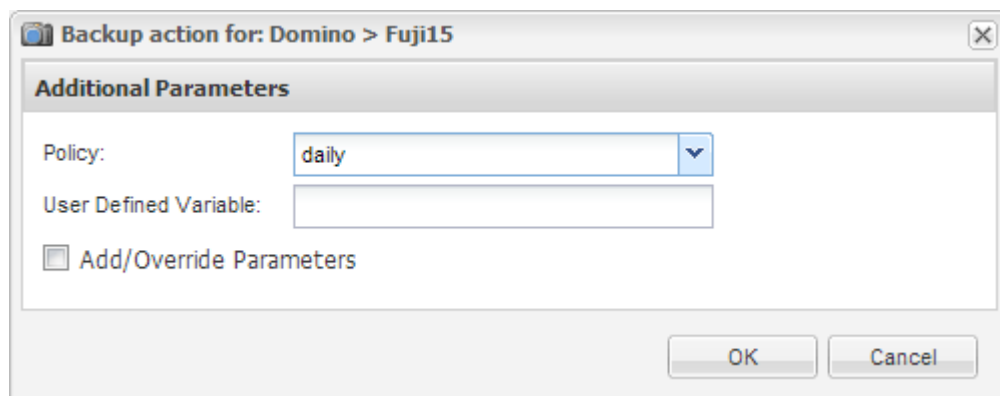 Backup action for: Domino > Fuji15
Additional Parameters
Policy: daily
User Defined Variable:
Add/Override Parameters
OK Cancel